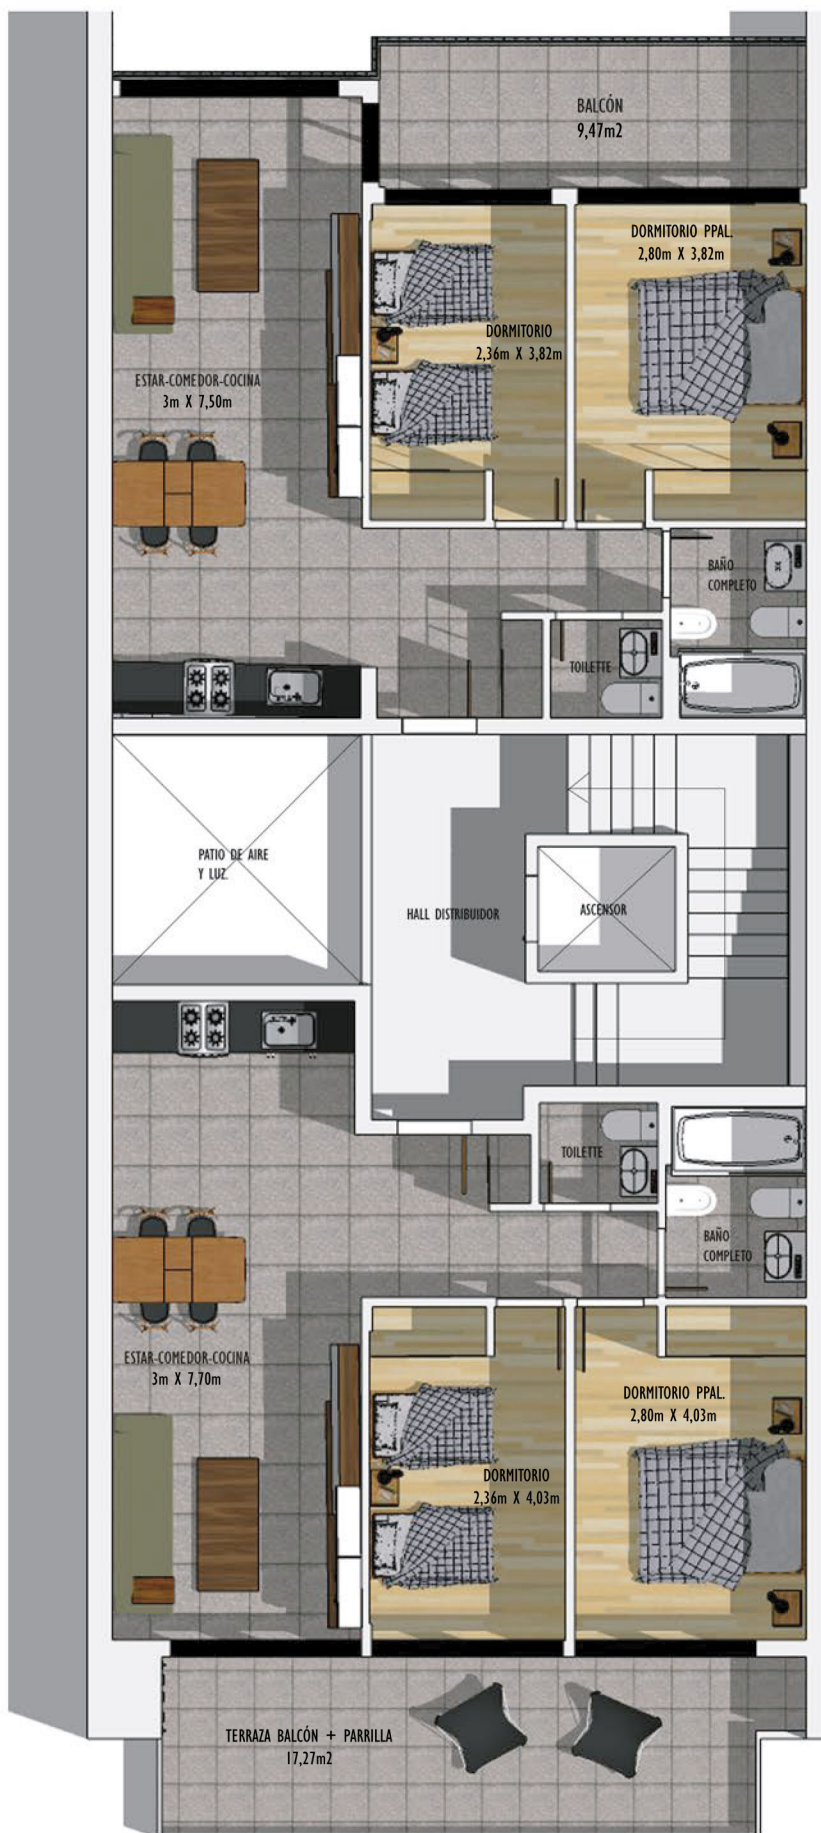 BALCÓN
9,47m2
DORMITORIO PPAL.
2,80m X 3,82m
DORMITORIO
2,36m X 3,82m
ESTAR-COMEDOR-COCINA
3m X 7,50m
BAÑO
COMPLETO
TOILETTE
PATIO DE AIRE
Y LUZ.
HALL DISTRIBUIDOR
ASCENSOR
TOILETTE
BAÑO
COMPLETO
ESTAR-COMEDOR-COCINA
3m X 7,70m
DORMITORIO PPAL.
2,80m X 4,03m
DORMITORIO
2,36m X 4,03m
TERRAZA BALCÓN + PARRILLA
17,27m2